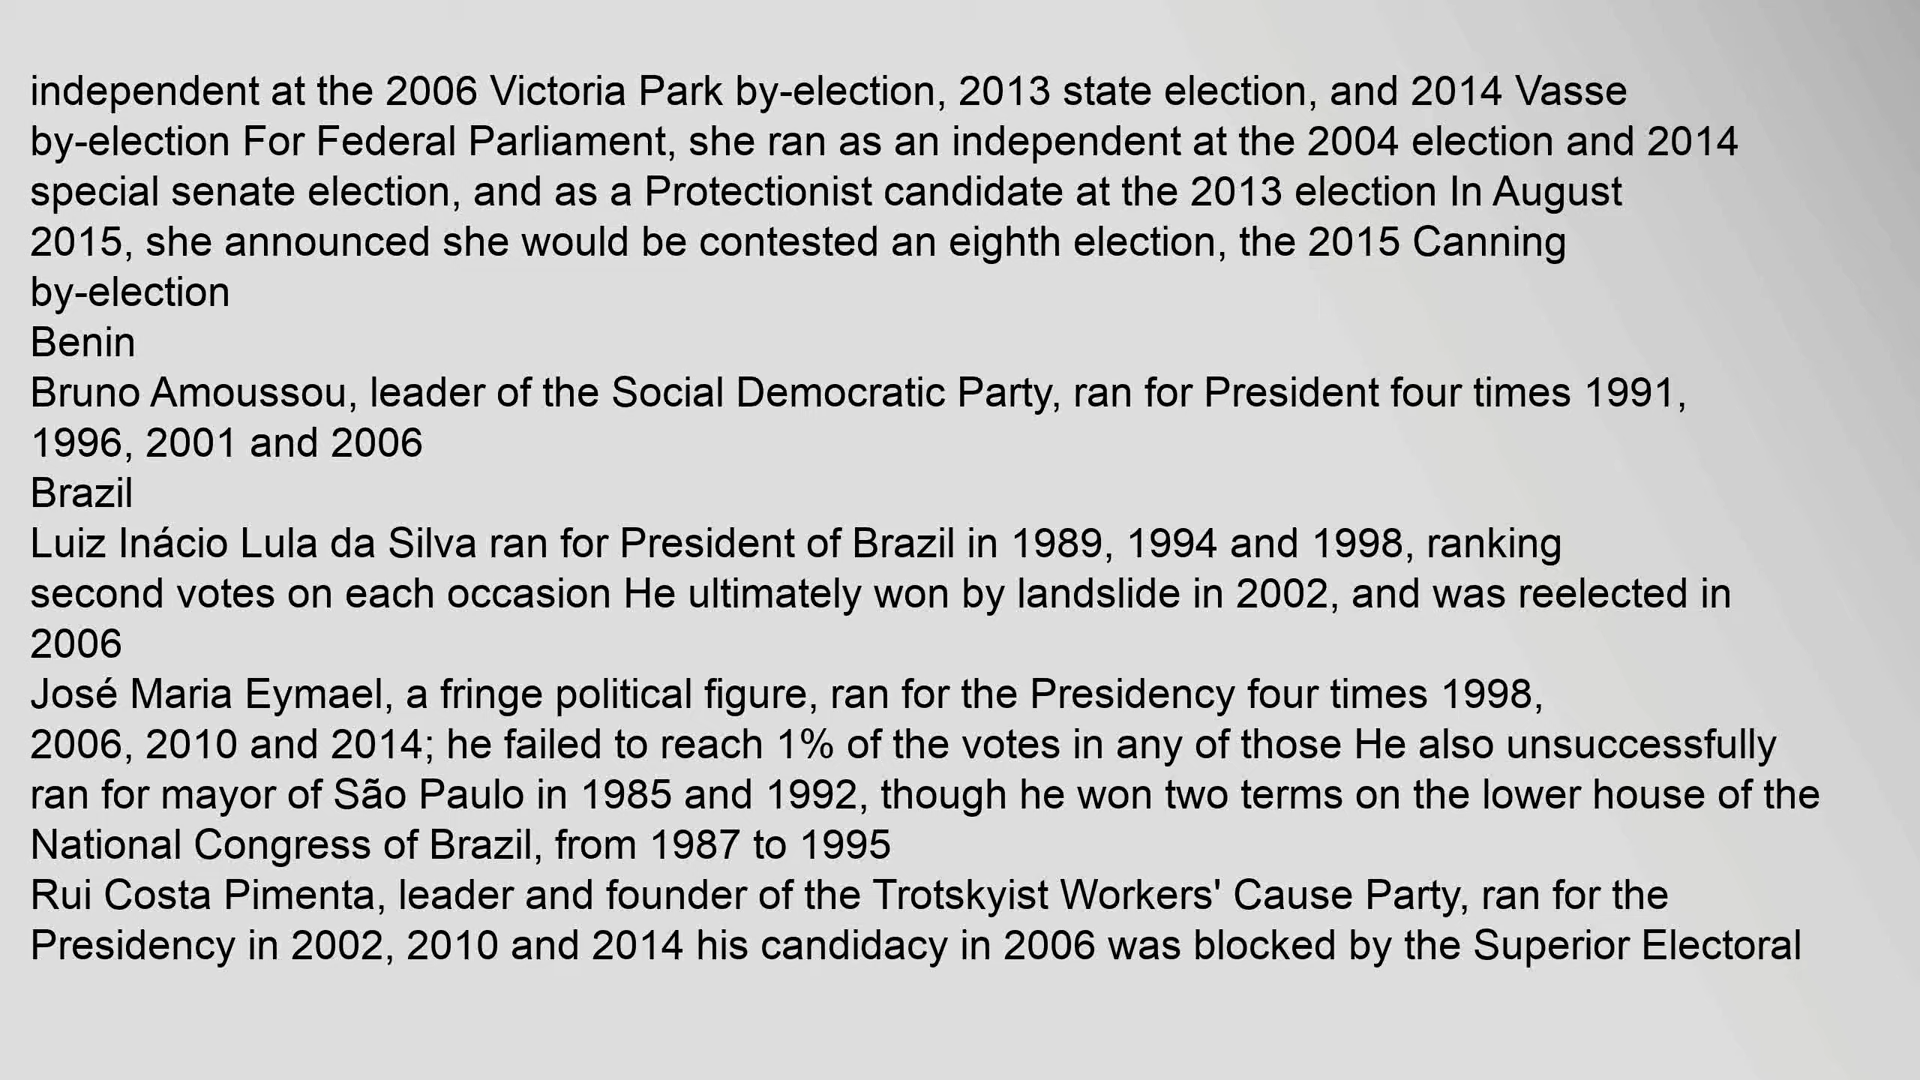 independent at the 2006 Victoria Park by-election, 2013 state election, and 2014 Vasse
by-election For Federal Parliament, she ran as an independent at the 2004 election and 2014
special senate election, and as a Protectionist candidate at the 2013 election In August
2015, she announced she would be contested an eighth election, the 2015 Canning
by-election
Benin
Bruno Amoussou, leader of the Social Democratic Party, ran for President four times 1991,
1996, 2001 and 2006
Brazil
Luiz Inácio Lula da Silva ran for President of Brazil in 1989, 1994 and 1998, ranking
second votes on each occasion He ultimately won by landslide in 2002, and was reelected in
2006
José Maria Eymael, a fringe political figure, ran for the Presidency four times 1998,
2006, 2010 and 2014; he failed to reach 1% of the votes in any of those He also unsuccessfully
ran for mayor of São Paulo in 1985 and 1992, though he won two terms on the lower house of the
National Congress of Brazil, from 1987 to 1995
Rui Costa Pimenta, leader and founder of the Trotskyist Workers' Cause Party, ran for the
Presidency in 2002, 2010 and 2014 his candidacy in 2006 was blocked by the Superior Electoral